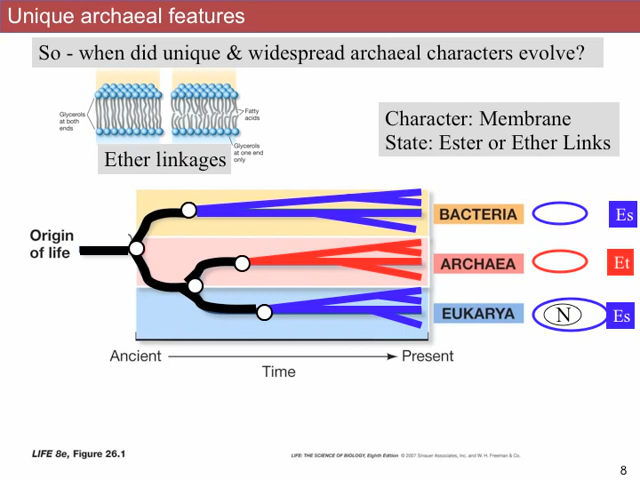 Unique archaeal features
So - when did unique & widespread archaeal characters evolve?
Glycerols
at both
ends
Fatty
acids
Glycerols
at one end
only
Ether linkages
Character: Membrane
State: Ester or Ether Links
Origin
of life
BACTERIA
Es
ARCHAEA
Et
EUKARYA
N
Es
Ancient
Present
Time
LIFE 8e, Figure 26.1
LIFE: THE SCIENCE OF BIOLOGY, Eighth Edition © 2007 Sinauer Associates, Inc. and W. H. Freeman & Co.
8